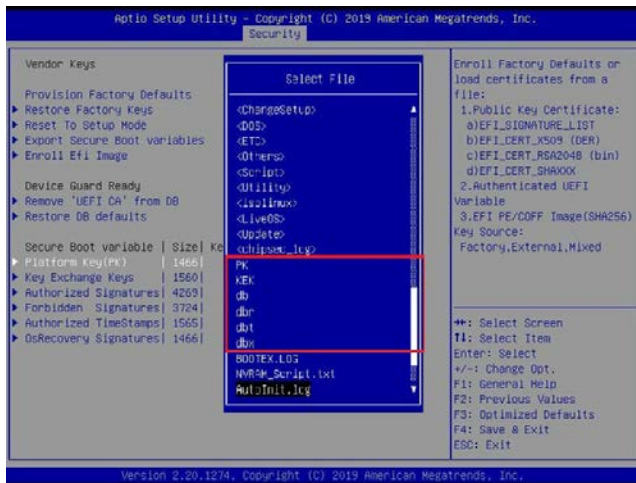 Aptio Setup Utility - Copyright (C) 2019 American Megatrends, Inc.
Security
Vendor Keys
Provision Factory Defaults
Restore Factory Keys
Reset To Setup Mode
Export Secure Boot variables
Enroll Efi Image
Device Guard Ready
Remove 'UEFI CA' from DB
Restore DB defaults
Secure Boot variable | Size| Ke
Platform Key(PK) | 1466|
Key Exchange Keys | 1560|
Authorized Signatures| 4269|
Forbidden Signatures| 3724|
Authorized TimeStamps| 1565|
OsRecovery Signatures| 1466|
Select File
<ChangeSetup>
<DOS>
<ETC>
<Others>
<Script>
<Utility>
<isolinux>
<LiveOS>
<Update>
<chipsec_log>
PK
KEK
db
dbr
dbt
dbx
BOOTEX.LOG
NVRAM_Script.txt
AutoInit.log
Enroll Factory Defaults or
load certificates from a
file:
1.Public Key Certificate:
a)EFI_SIGNATURE_LIST
b)EFI_CERT_X509 (DER)
c)EFI_CERT_RSA2048 (bin)
d)EFI_CERT_SHAXXX
2.Authenticated UEFI
Variable
3.EFI PE/COFF Image(SHA256)
Key Source:
Factory,External,Mixed
↔: Select Screen
↑↓: Select Item
Enter: Select
+/-: Change Opt.
F1: General Help
F2: Previous Values
F3: Optimized Defaults
F4: Save & Exit
ESC: Exit
Version 2.20.1274. Copyright (C) 2019 American Megatrends, Inc.